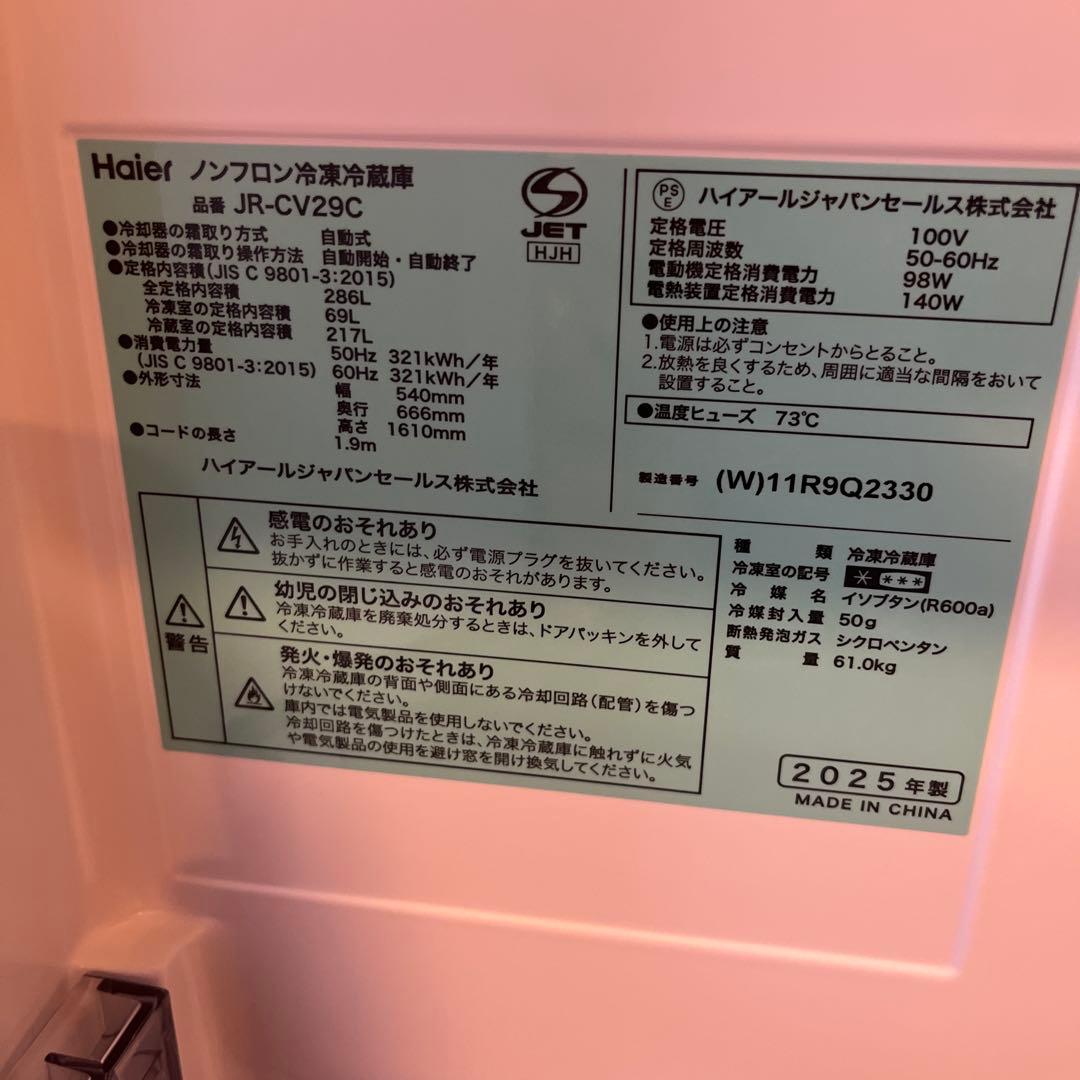 Haier ノンフロン冷凍冷蔵庫
品番 JR-CV29C
●冷却器の霜取り方式 自動式
●冷却器の霜取り操作方法 自動開始・自動終了
●定格内容積(JIS C 9801-3:2015)
全定格内容積 286L
冷凍室の定格内容積 69L
冷蔵室の定格内容積 217L
●消費電力量 50Hz 321kWh/年
(JIS C 9801-3:2015) 60Hz 321kWh/年
●外形寸法 幅 540mm
奥行 666mm
高さ 1610mm
●コードの長さ 1.9m
ハイアールジャパンセールス株式会社
JET
HJH
PS
E
ハイアールジャパンセールス株式会社
定格電圧 100V
定格周波数 50-60Hz
電動機定格消費電力 98W
電熱装置定格消費電力 140W
●使用上の注意
1.電源は必ずコンセントからとること。
2.放熱を良くするため、周囲に適当な間隔をおいて
設置すること。
●温度ヒューズ 73℃
製造番号 (W)11R9Q2330
警告
感電のおそれあり
お手入れのときには、必ず電源プラグを抜いてください。
抜かずに作業すると感電のおそれがあります。
幼児の閉じ込みのおそれあり
冷凍冷蔵庫を廃棄処分するときは、ドアパッキンを外して
ください。
発火・爆発のおそれあり
冷凍冷蔵庫の背面や側面にある冷却回路(配管)を傷つ
けないでください。
庫内では電気製品を使用しないでください。
冷却回路を傷つけたときは、冷凍冷蔵庫に触れずに火気
や電気製品の使用を避け窓を開け換気してください。
種類 冷凍冷蔵庫
冷凍室の記号 * ***
冷媒名 イソブタン(R600a)
冷媒封入量 50g
断熱発泡ガス シクロペンタン
質量 61.0kg
2025年製
MADE IN CHINA